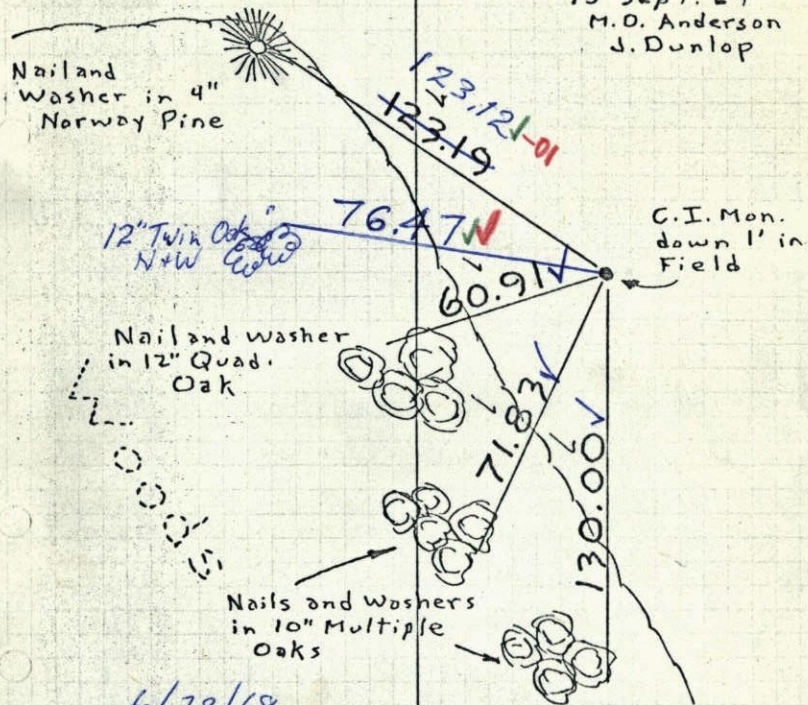 M.O. Anderson
J. Dunlop
Nail and
Washer in 4"
Norway Pine
123.12 -01
123.19
12" Twin Oak
N+W
76.47
C.I. Mon.
down 1' in
Field
60.91
Nail and washer
in 12" Quad.
Oak
71.83
130.00
Woods
Nails and Washers
in 10" Multiple
Oaks